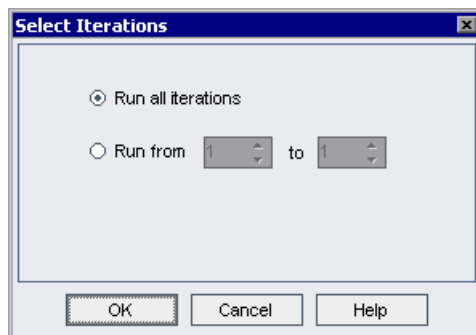 Select Iterations
Run all iterations
Run from 1 to 1
OK Cancel Help